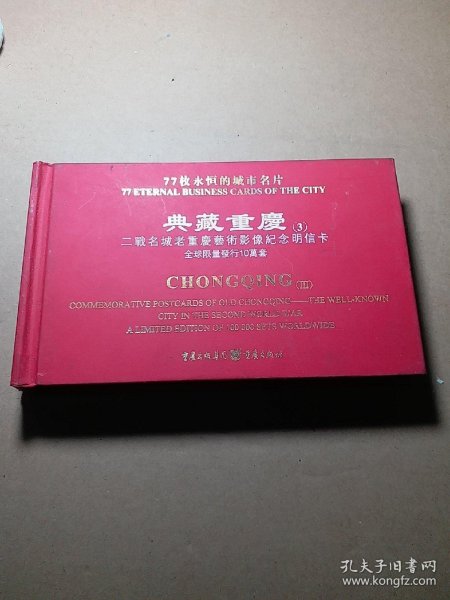 77枚永恒的城市名片
77 ETERNAL BUSINESS CARDS OF THE CITY
典藏重慶(3)
二戰名城老重慶藝術影像紀念明信卡
全球限量發行10萬套
CHONGQING(III)
COMMEMORATIVE POSTCARDS OF OLD CHONGQING——THE WELL-KNOWN
CITY IN THE SECOND WORLD WAR
A LIMITED EDITION OF 100 000 SETS WORLDWIDE
重庆出版集团 重庆出版社
孔夫子旧书网
www.kongfz.com